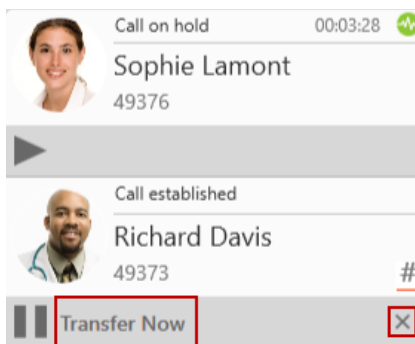 Call on hold 00:03:28
Sophie Lamont
49376
Call established
Richard Davis
49373 #
Transfer Now